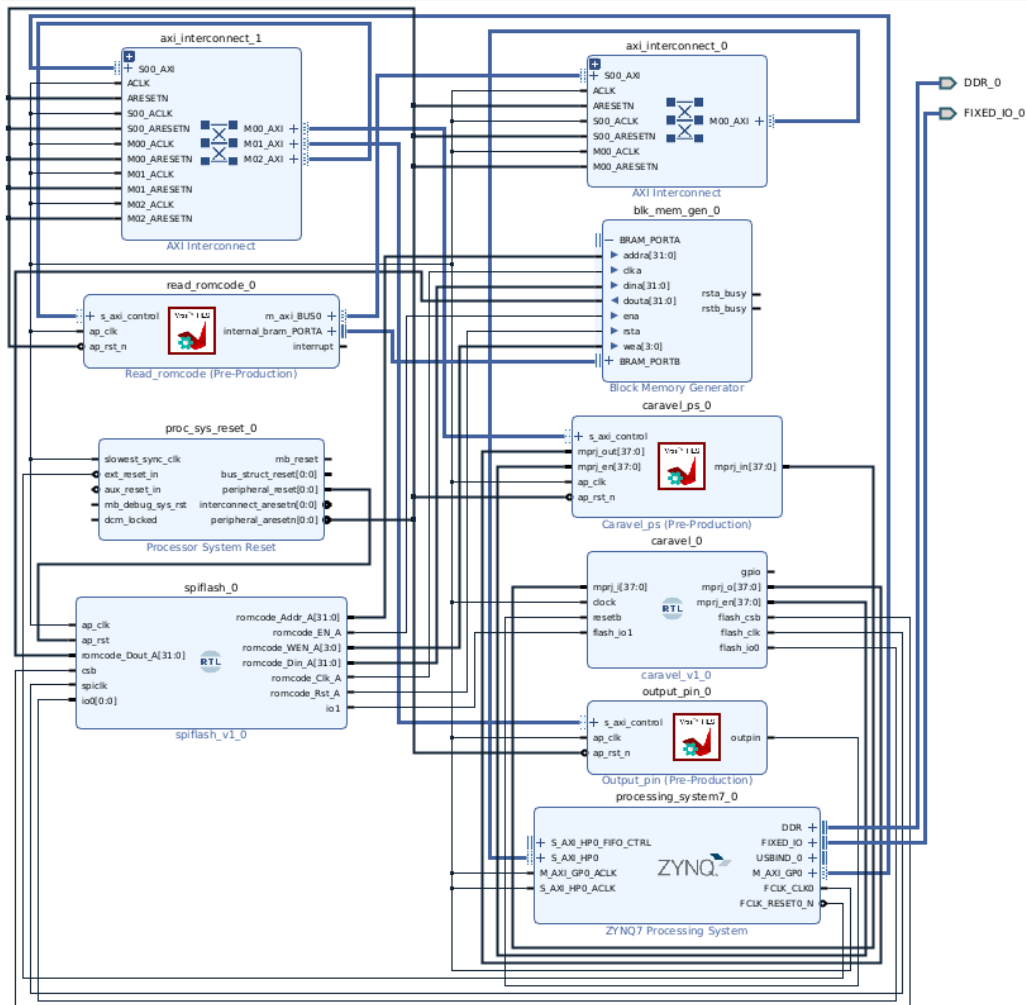 axi_interconnect_1
S00_AXI
ACLK
ARESETN
S00_ACLK
S00_ARESETN
M00_ACLK
M00_ARESETN
M01_ACLK
M01_ARESETN
M02_ACLK
M02_ARESETN
M00_AXI
M01_AXI
M02_AXI
AXI Interconnect
axi_interconnect_0
S00_AXI
ACLK
ARESETN
S00_ACLK
S00_ARESETN
M00_ACLK
M00_ARESETN
M00_AXI
AXI Interconnect
DDR_0
FIXED_IO_0
blk_mem_gen_0
BRAM_PORTA
addra[31:0]
clka
dina[31:0]
douta[31:0]
ena
rsta
wea[3:0]
BRAM_PORTB
rsta_busy
rstb_busy
Block Memory Generator
read_romcode_0
s_axi_control
ap_clk
ap_rst_n
m_axi_BUS0
internal_bram_PORTA
interrupt
Read_romcode (Pre-Production)
caravel_ps_0
s_axi_control
mprj_out[37:0]
mprj_en[37:0]
ap_clk
ap_rst_n
mprj_in[37:0]
Caravel_ps (Pre-Production)
proc_sys_reset_0
slowest_sync_clk
ext_reset_in
aux_reset_in
mb_debug_sys_rst
dcm_locked
mb_reset
bus_struct_reset[0:0]
peripheral_reset[0:0]
interconnect_aresetn[0:0]
peripheral_aresetn[0:0]
Processor System Reset
caravel_0
mprj_i[37:0]
clock
resetb
flash_io1
RTL
gpio
mprj_o[37:0]
mprj_en[37:0]
flash_csb
flash_clk
flash_io0
caravel_v1_0
spiflash_0
ap_clk
ap_rst
romcode_Dout_A[31:0]
csb
spiclk
io0[0:0]
RTL
romcode_Addr_A[31:0]
romcode_EN_A
romcode_WEN_A[3:0]
romcode_Din_A[31:0]
romcode_Clk_A
romcode_Rst_A
io1
spiflash_v1_0
output_pin_0
s_axi_control
ap_clk
ap_rst_n
outpin
Output_pin (Pre-Production)
processing_system7_0
S_AXI_HP0_FIFO_CTRL
S_AXI_HP0
M_AXI_GP0_ACLK
S_AXI_HP0_ACLK
ZYNQ
DDR
FIXED_IO
USBIND_0
M_AXI_GP0
FCLK_CLK0
FCLK_RESET0_N
ZYNQ7 Processing System